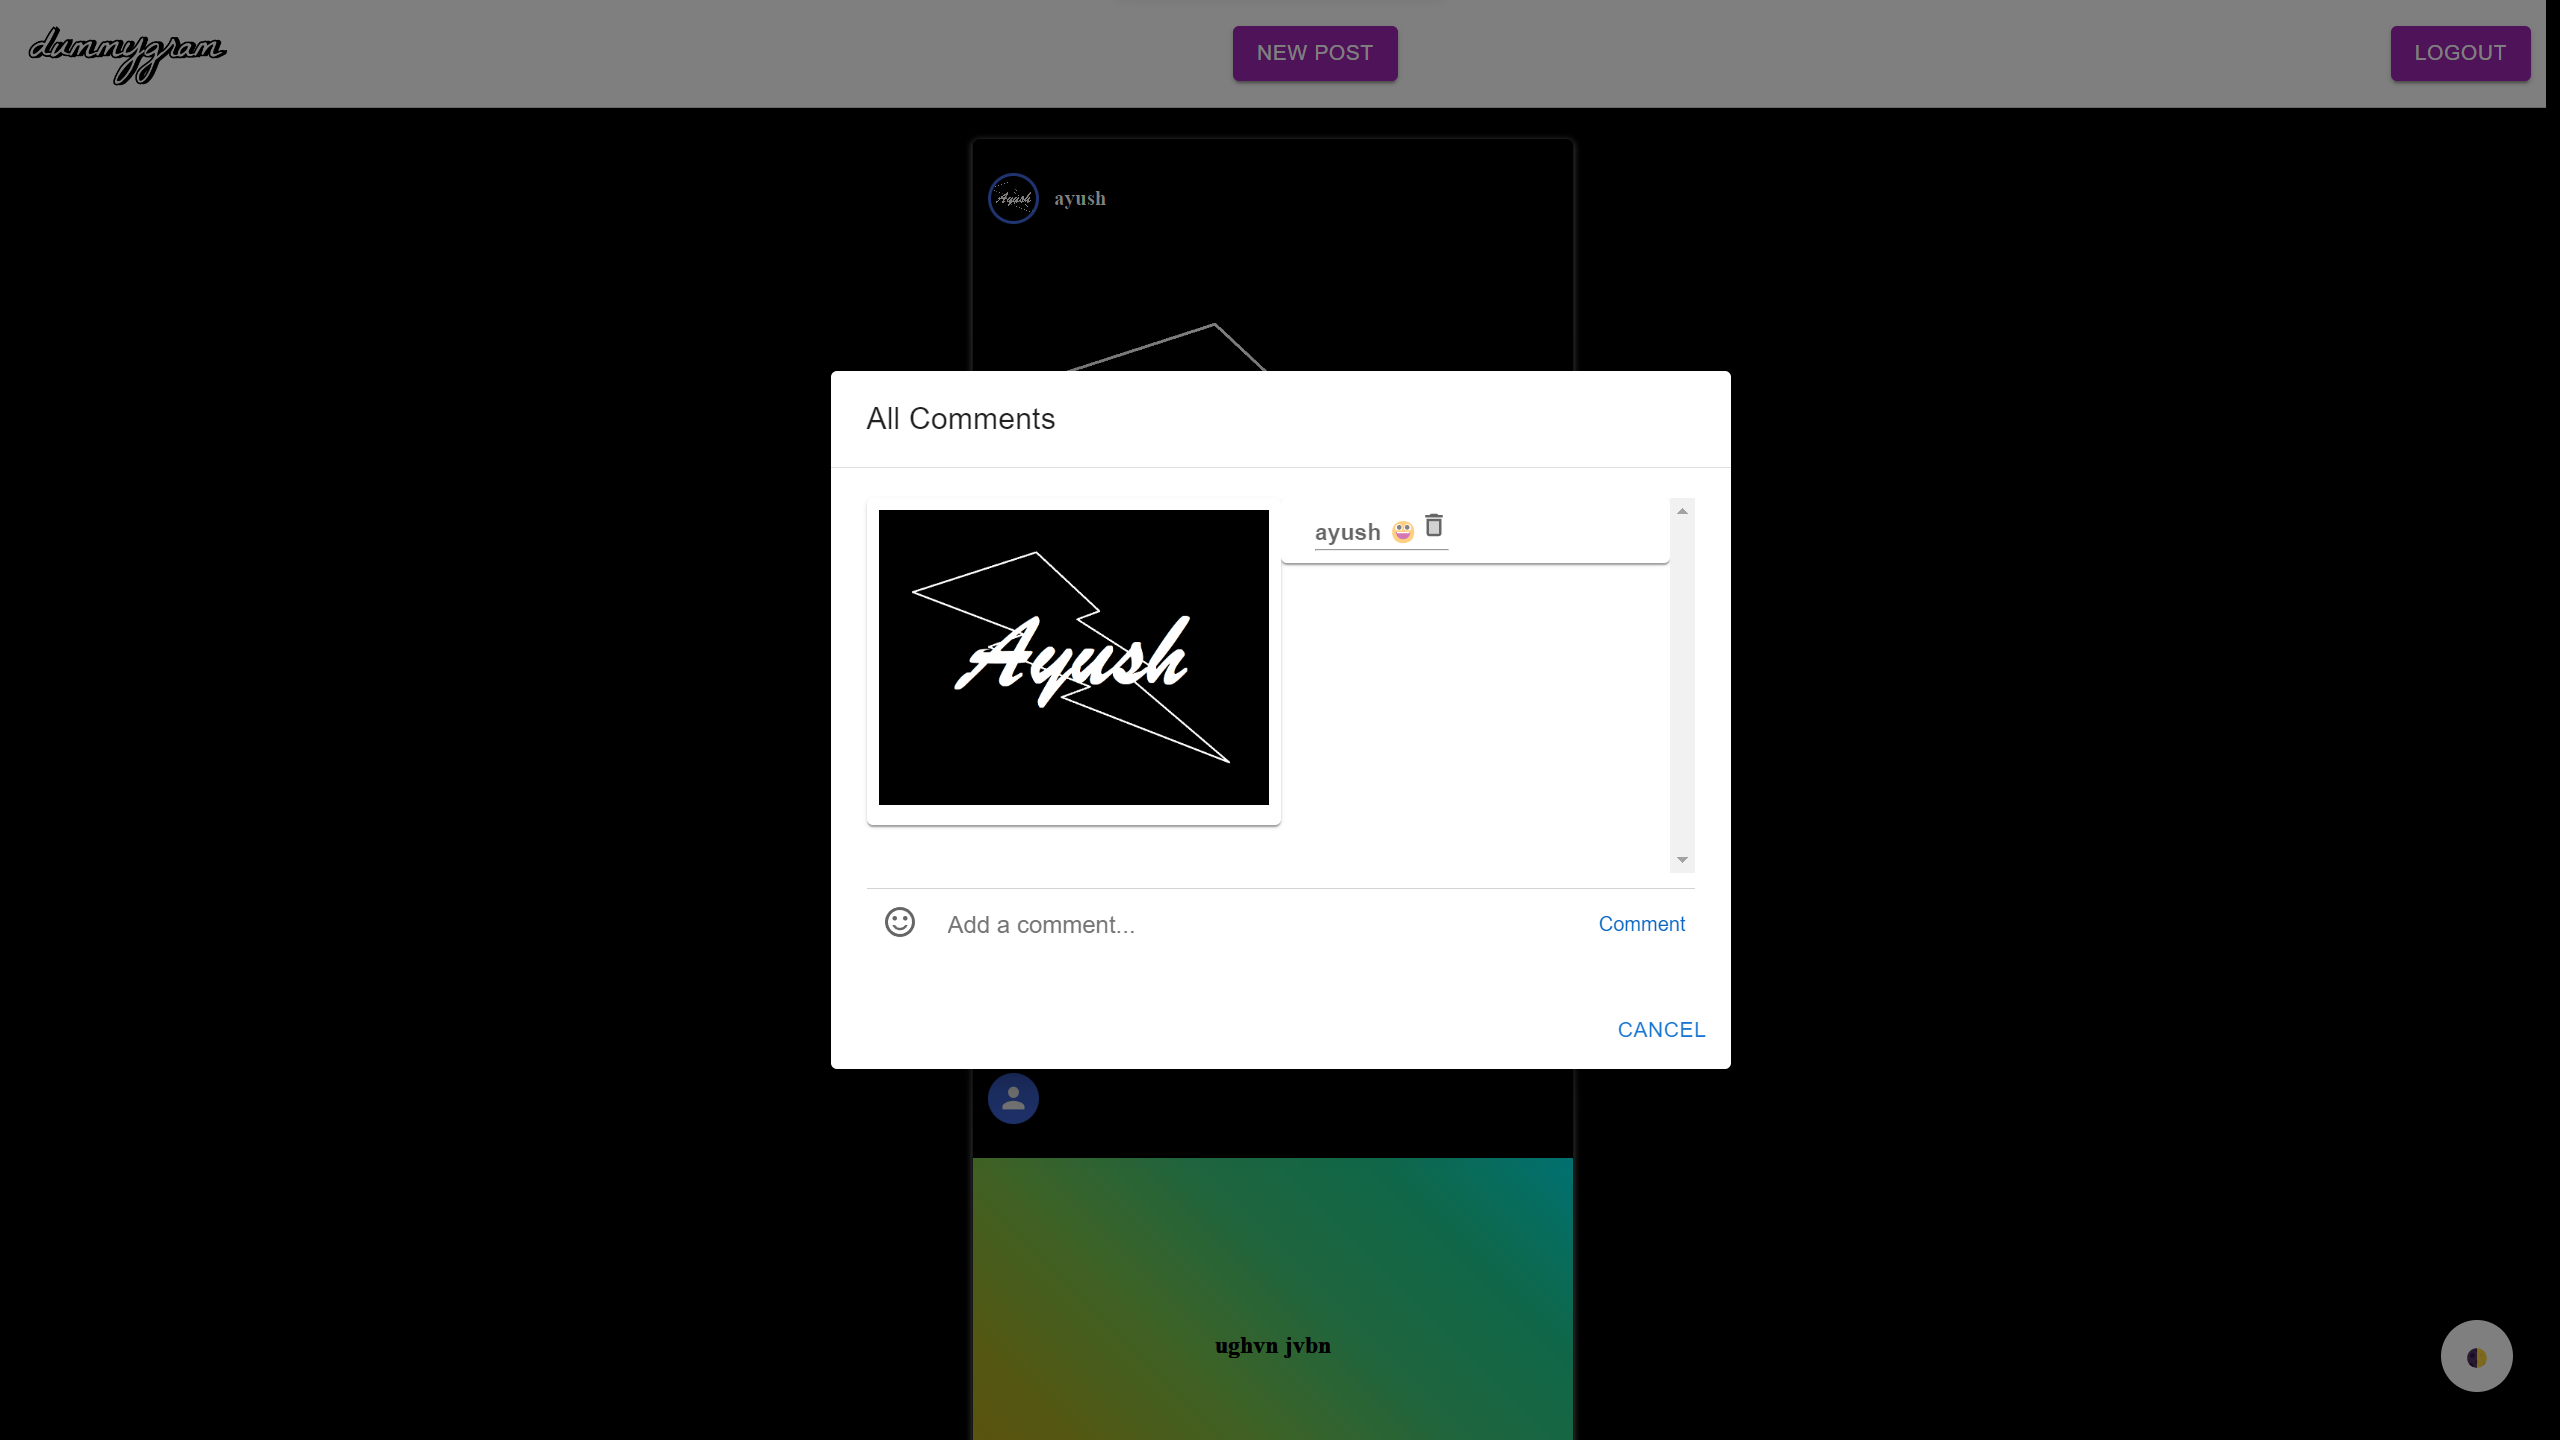 dummygram
NEW POST
LOGOUT
Ayush
ayush
All Comments
Ayush
ayush 😀
Add a comment...
Comment
CANCEL
ughvn jvbn